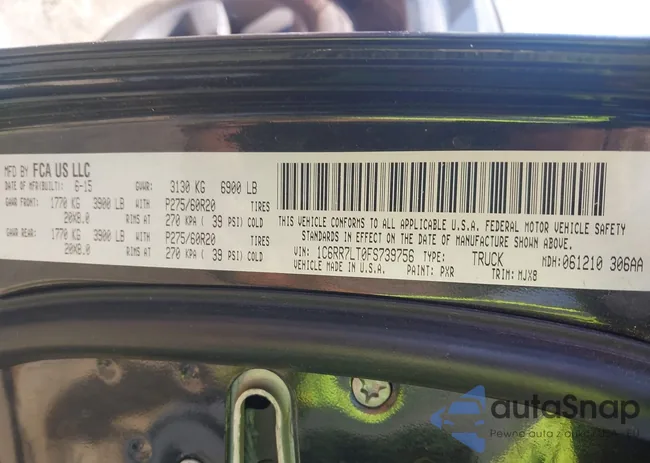 MFD BY FCA US LLC
DATE OF MFR(BUILT): 6-15 GVWR: 3130 KG 6900 LB
GAWR FRONT: 1770 KG 3900 LB WITH P275/60R20 TIRES
20X8.0 RIMS AT 270 KPA ( 39 PSI) COLD
GAWR REAR: 1770 KG 3900 LB WITH P275/60R20 TIRES
20X8.0 RIMS AT 270 KPA ( 39 PSI) COLD
THIS VEHICLE CONFORMS TO ALL APPLICABLE U.S.A. FEDERAL MOTOR VEHICLE SAFETY
STANDARDS IN EFFECT ON THE DATE OF MANUFACTURE SHOWN ABOVE.
VIN: 1C6RR7LT0FS739756 TYPE: TRUCK MDH: 061210 306AA
VEHICLE MADE IN U.S.A. PAINT: PXR TRIM: MJX8
autoSnap
Pewne auta z